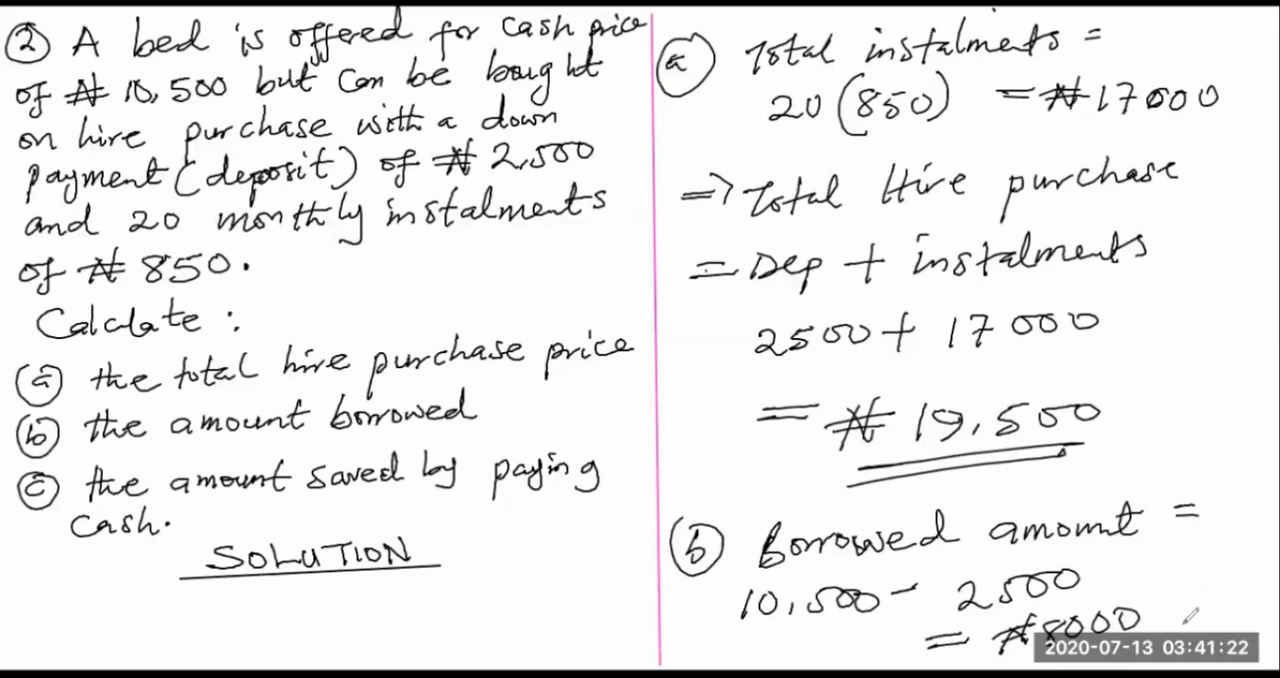 ② A bed is offered for cash price
of ₦ 10,500 but can be bought
on hire purchase with a down
payment (deposit) of ₦ 2,500
and 20 monthly instalments
of ₦ 850.
Calclate :
ⓐ the total hire purchase price
ⓑ the amount borrowed
ⓒ the amount saved by paying
cash.
SOLUTION
ⓐ Total instalments =
20 (850) = ₦ 17000
⇒ Total Hire purchase
= Dep + instalments
2500 + 17000
= ₦ 19,500
ⓑ Borrowed amount =
10,500 - 2500
= ₦8000
2020-07-13 03:41:22